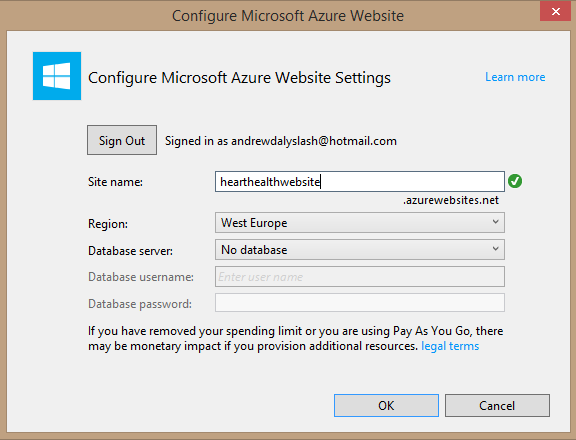 Configure Microsoft Azure Website
Configure Microsoft Azure Website Settings
Learn more
Sign Out
Signed in as andrewdalyslash@hotmail.com
Site name:
hearthealthwebsite
.azurewebsites.net
Region:
West Europe
Database server:
No database
Database username:
Enter user name
Database password:
If you have removed your spending limit or you are using Pay As You Go, there
may be monetary impact if you provision additional resources. legal terms
OK
Cancel